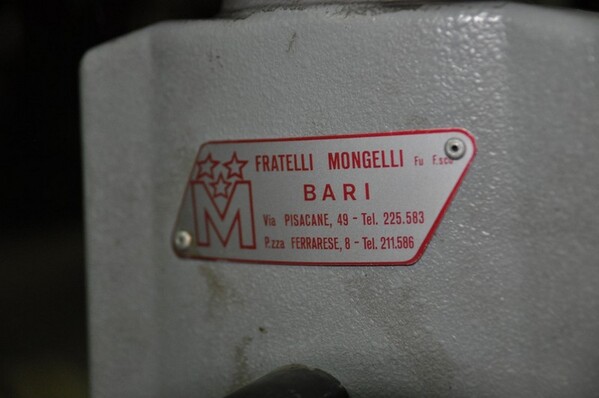 FRATELLI MONGELLI Fu F.sco
BARI
M
Via PISACANE, 49 - Tel. 225.583
P.zza FERRARESE, 8 - Tel. 211.586